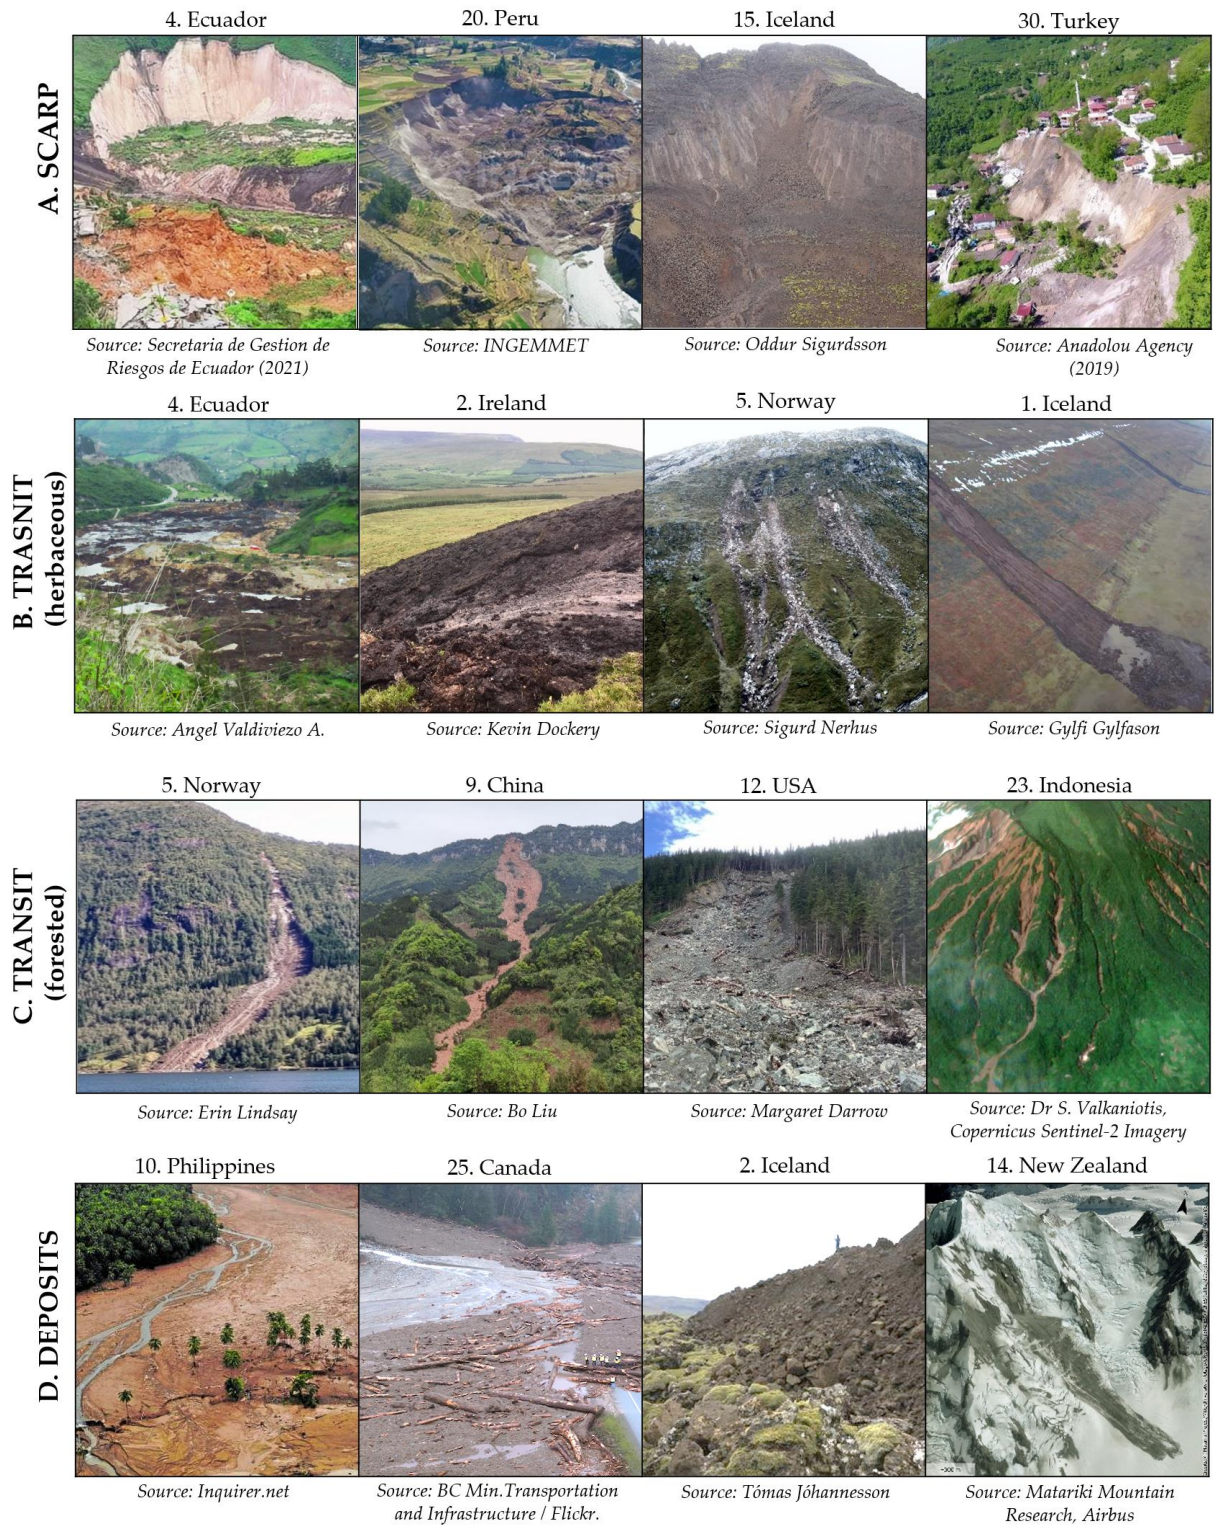 4. Ecuador
20. Peru
15. Iceland
30. Turkey
A. SCARP
Source: Secretaria de Gestion de
Riesgos de Ecuador (2021)
Source: INGEMMET
Source: Oddur Sigurdsson
Source: Anadolou Agency
(2019)
4. Ecuador
2. Ireland
5. Norway
1. Iceland
B. TRASNIT
(herbaceous)
Source: Angel Valdiviezo A.
Source: Kevin Dockery
Source: Sigurd Nerhus
Source: Gylfi Gylfason
5. Norway
9. China
12. USA
23. Indonesia
C. TRANSIT
(forested)
Source: Erin Lindsay
Source: Bo Liu
Source: Margaret Darrow
Source: Dr S. Valkaniotis,
Copernicus Sentinel-2 Imagery
10. Philippines
25. Canada
2. Iceland
14. New Zealand
D. DEPOSITS
Source: Inquirer.net
Source: BC Min.Transportation
and Infrastructure / Flickr.
Source: Tómas Jóhannesson
Source: Matariki Mountain
Research, Airbus